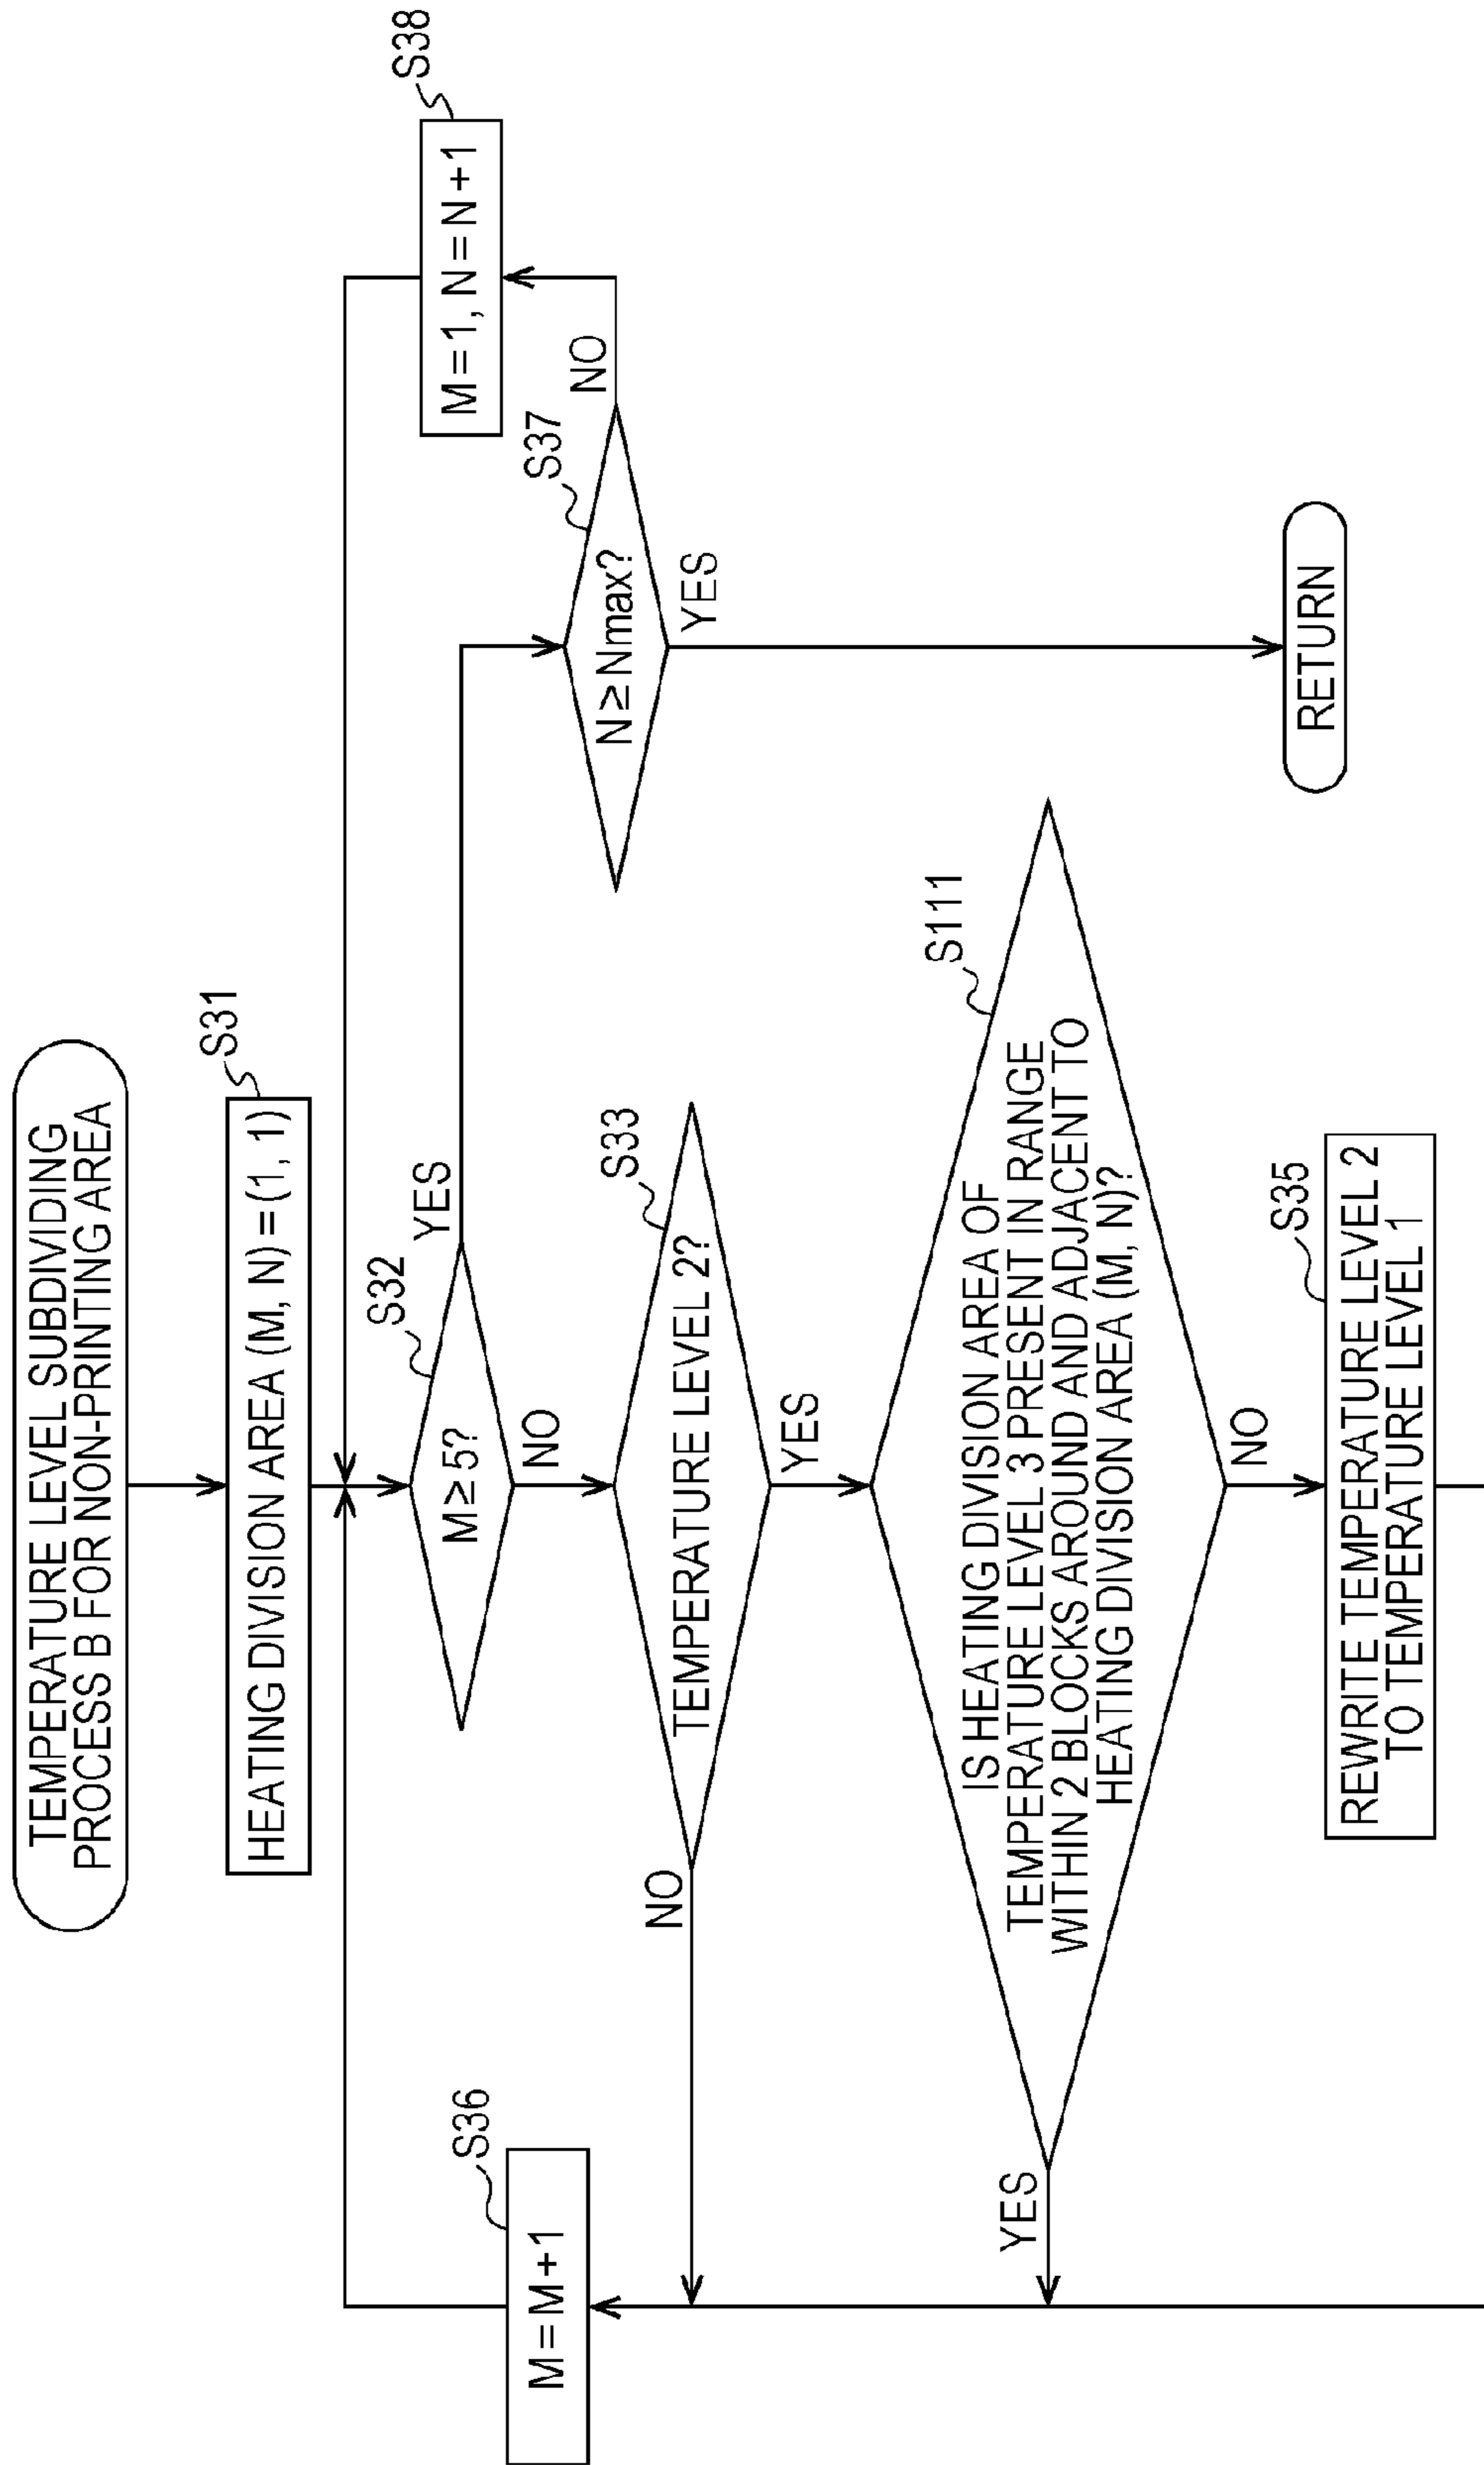 TEMPERATURE LEVEL SUBDIVIDING
PROCESS B FOR NON-PRINTING AREA
S31
HEATING DIVISION AREA (M, N) = (1, 1)
S32
M ≥ 5?
YES
NO
S33
TEMPERATURE LEVEL 2?
NO
YES
S111
IS HEATING DIVISION AREA OF
TEMPERATURE LEVEL 3 PRESENT IN RANGE
WITHIN 2 BLOCKS AROUND AND ADJACENT TO
HEATING DIVISION AREA (M, N)?
YES
NO
S35
REWRITE TEMPERATURE LEVEL 2
TO TEMPERATURE LEVEL 1
S36
M = M + 1
S37
N ≥ Nmax?
NO
YES
S38
M = 1, N = N + 1
RETURN